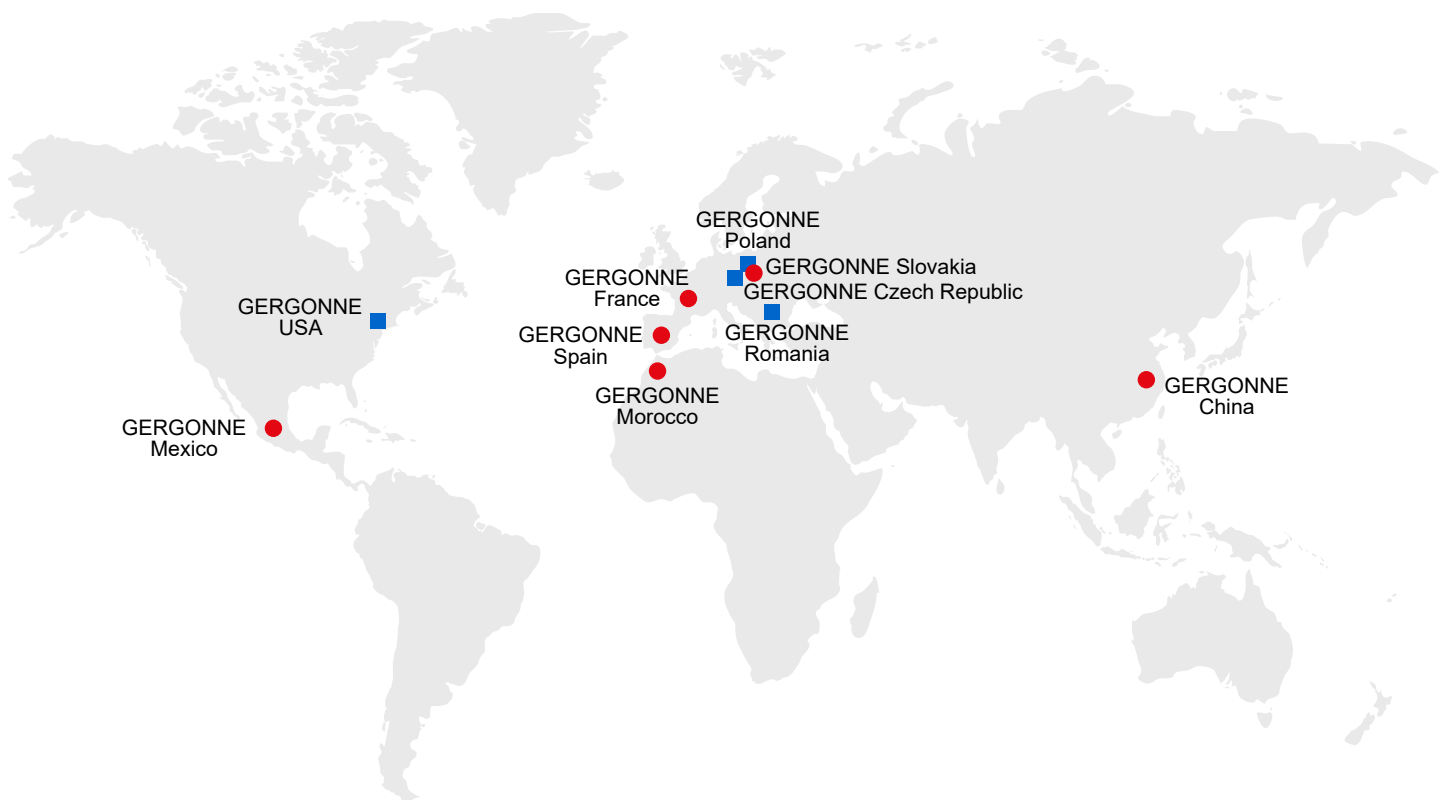 GERGONNE
Poland
GERGONNE Slovakia
GERGONNE
France
GERGONNE Czech Republic
GERGONNE
USA
GERGONNE
Spain
GERGONNE
Romania
GERGONNE
Morocco
GERGONNE
China
GERGONNE
Mexico